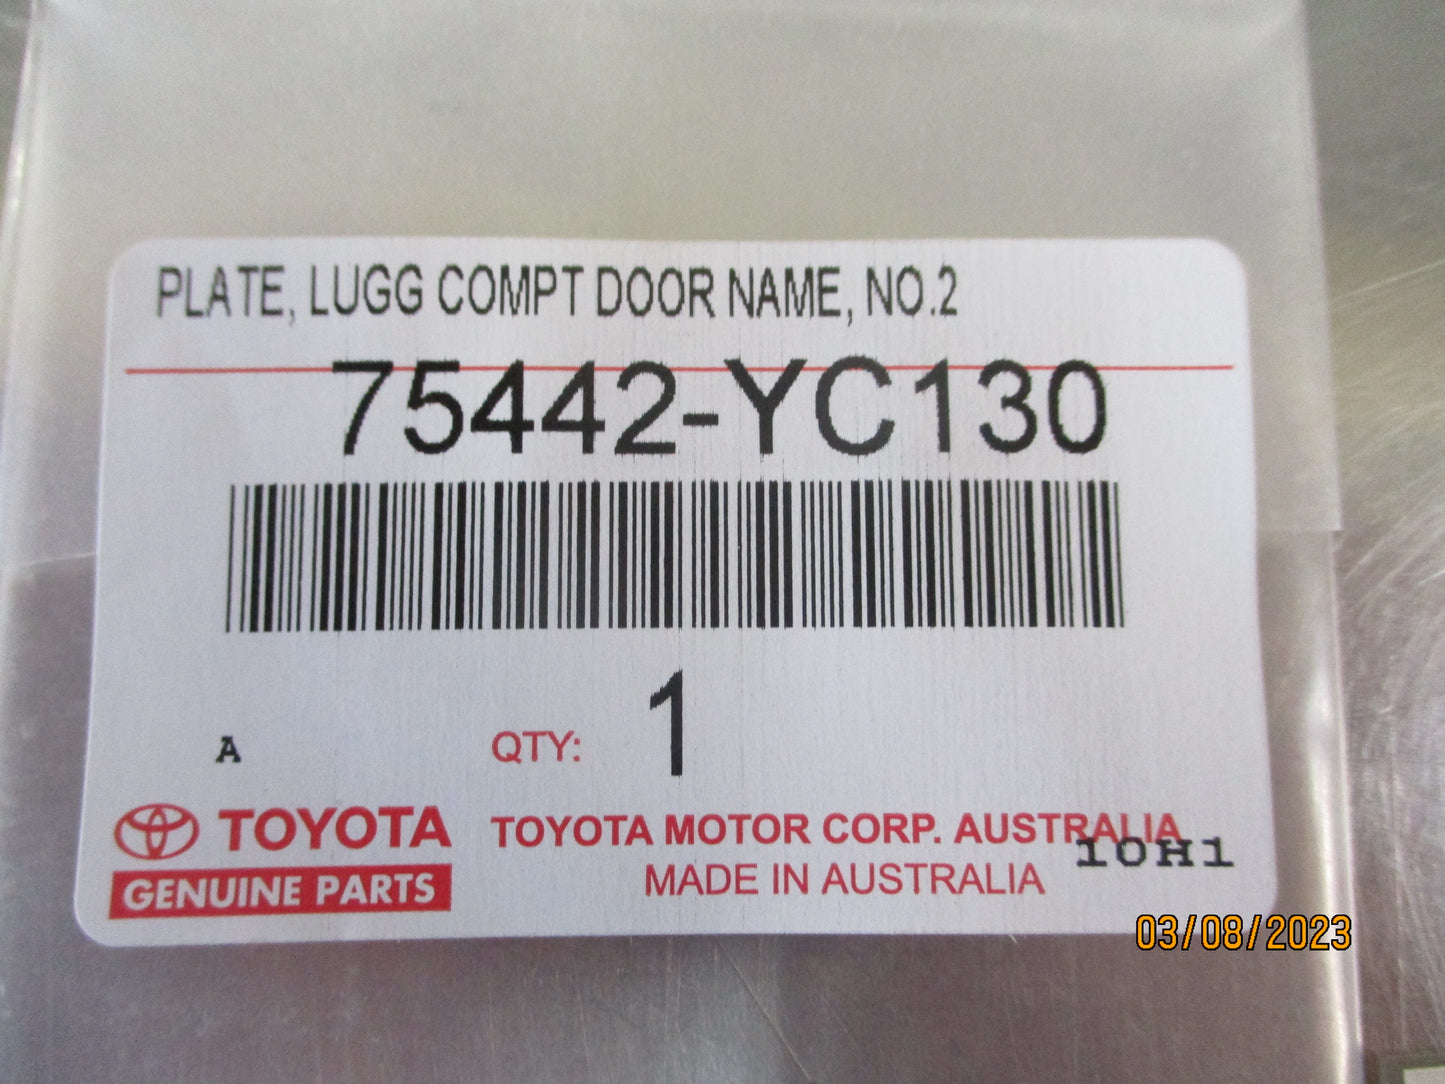 PLATE, LUGG COMPT DOOR NAME, NO.2
75442-YC130
A QTY: 1
TOYOTA
GENUINE PARTS
TOYOTA MOTOR CORP. AUSTRALIA
10H1
MADE IN AUSTRALIA
03/08/2023